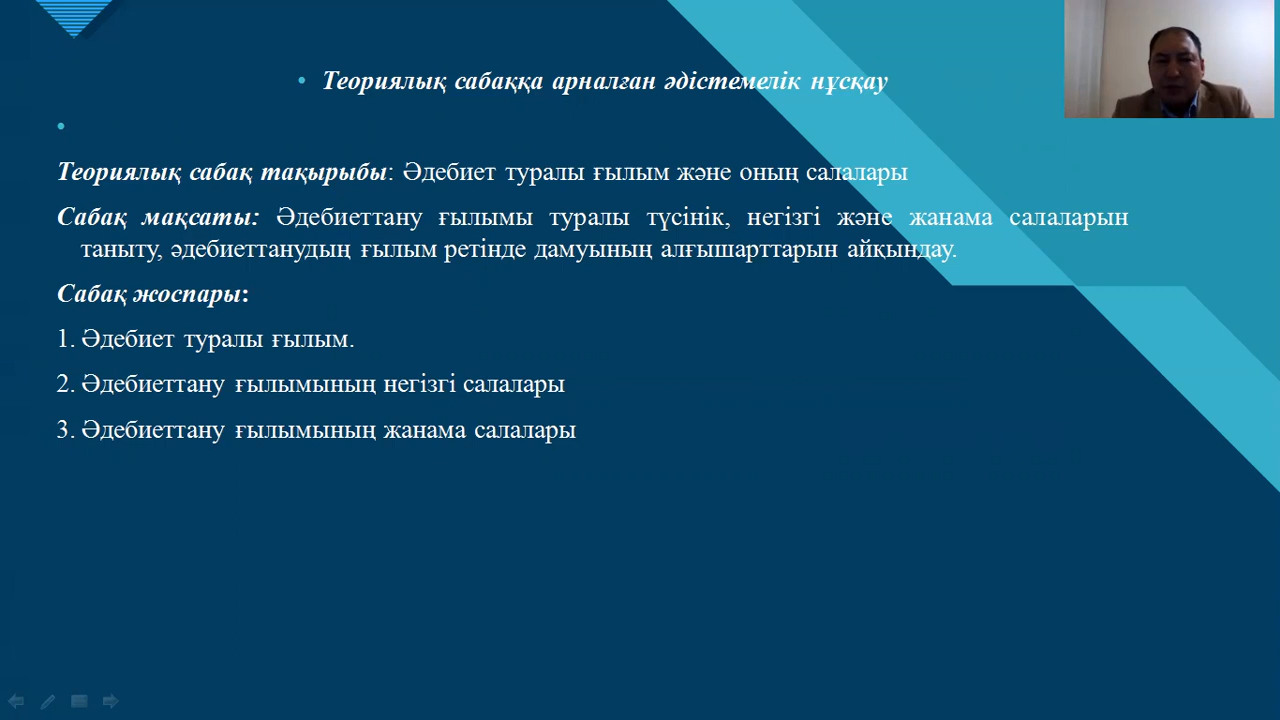 Теориялық сабаққа арналған әдістемелік нұсқау
Теориялық сабақ тақырыбы: Әдебиет туралы ғылым және оның салалары
Сабақ мақсаты: Әдебиеттану ғылымы туралы түсінік, негізгі және жанама салаларын
таныту, әдебиеттанудың ғылым ретінде дамуының алғышарттарын айқындау.
Сабақ жоспары:
1. Әдебиет туралы ғылым.
2. Әдебиеттану ғылымының негізгі салалары
3. Әдебиеттану ғылымының жанама салалары